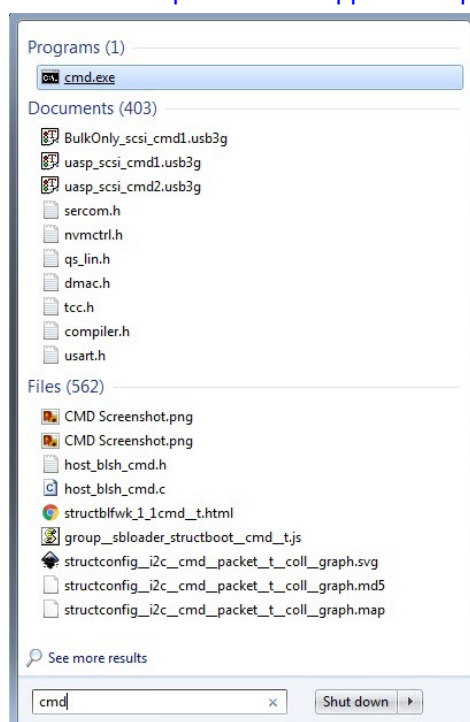 Programs (1)
cmd.exe
Documents (403)
BulkOnly_scsi_cmd1.usb3g
uasp_scsi_cmd1.usb3g
uasp_scsi_cmd2.usb3g
sercom.h
nvmctrl.h
qs_lin.h
dmac.h
tcc.h
compiler.h
usart.h
Files (562)
CMD Screenshot.png
CMD Screenshot.png
host_blsh_cmd.h
host_blsh_cmd.c
structblfwk_1_1cmd__t.html
group__sbloader_structboot__cmd__t.js
structconfig__i2c__cmd__packet__t__coll__graph.svg
structconfig__i2c__cmd__packet__t__coll__graph.md5
structconfig__i2c__cmd__packet__t__coll__graph.map
See more results
cmd
Shut down